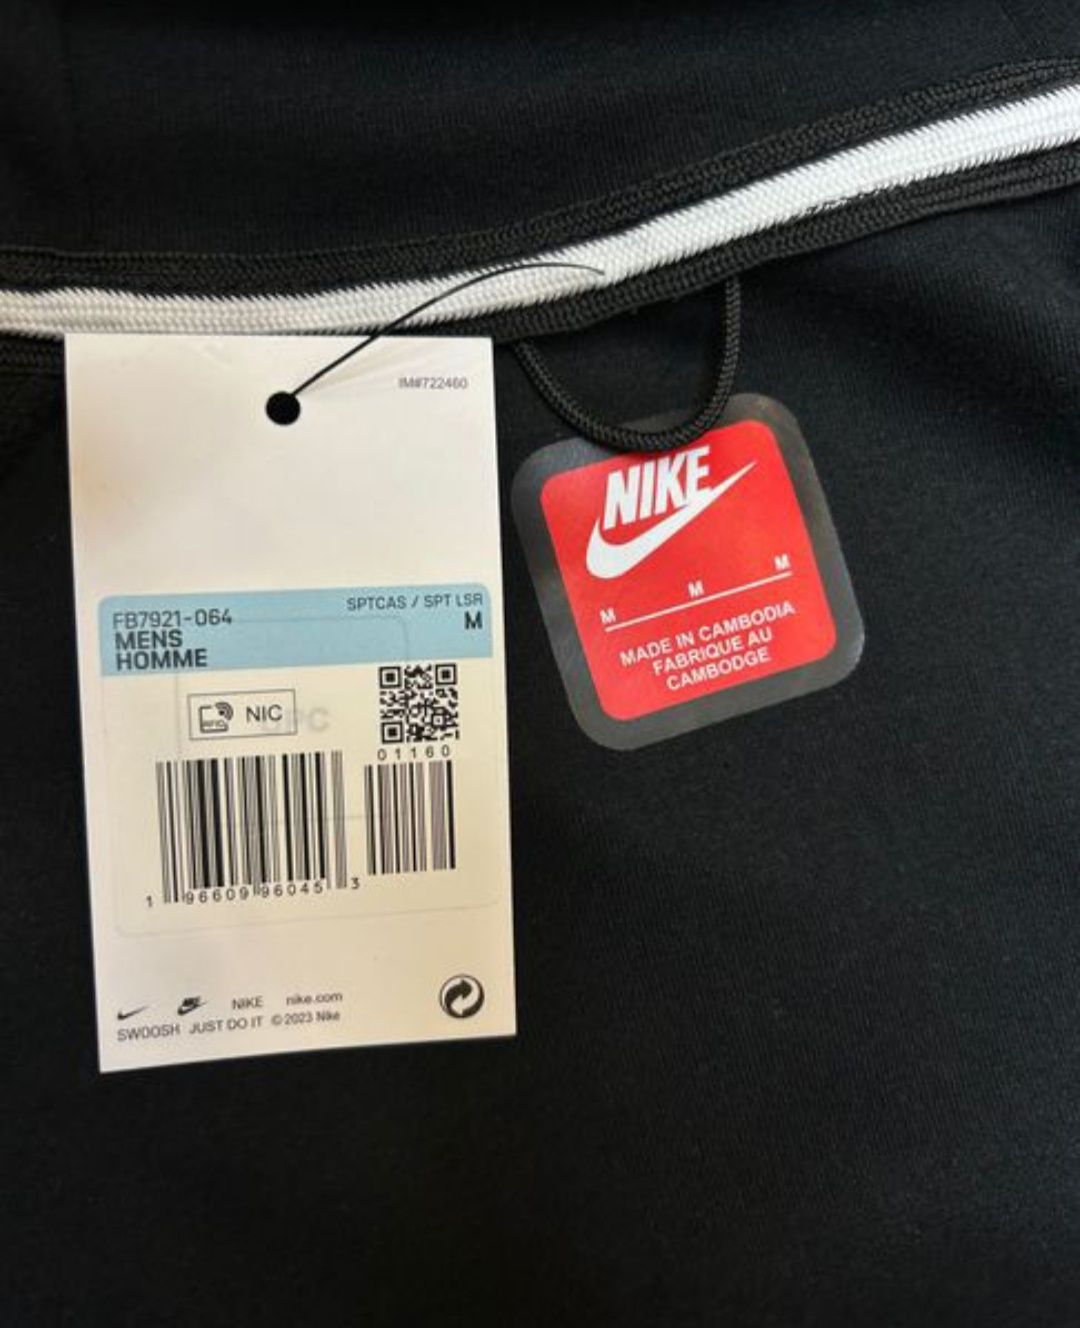 IM#722460
SPTCAS / SPT LSR
FB7921-064
M
MENS
HOMME
NIC
01160
1 96609 96045 3
NIKE nike.com
SWOOSH JUST DO IT ©2023 Nike
NIKE
M M M
MADE IN CAMBODIA
FABRIQUE AU
CAMBODGE